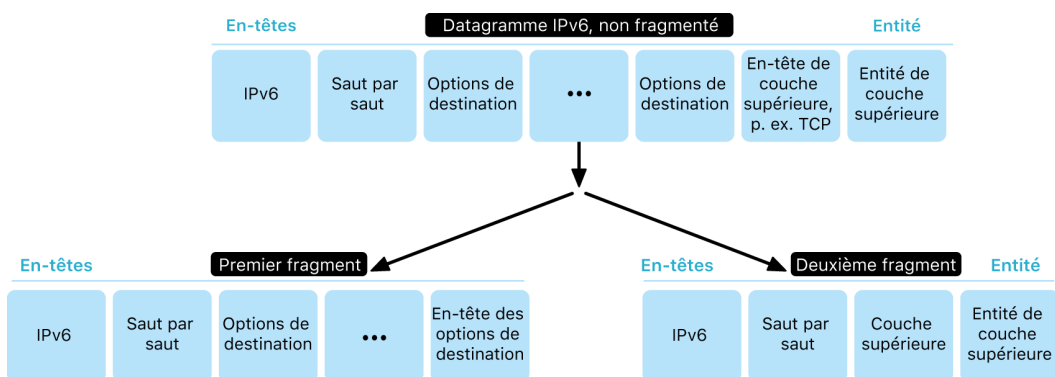 En-têtes
Datagramme IPv6, non fragmenté
Entité
IPv6
Saut par
saut
Options de
destination
•••
Options de
destination
En-tête de
couche
supérieure,
p. ex. TCP
Entité de
couche
supérieure
En-têtes
Premier fragment
IPv6
Saut par
saut
Options de
destination
•••
En-tête des
options de
destination
En-têtes
Deuxième fragment
Entité
IPv6
Saut par
saut
Couche
supérieure
Entité de
couche
supérieure